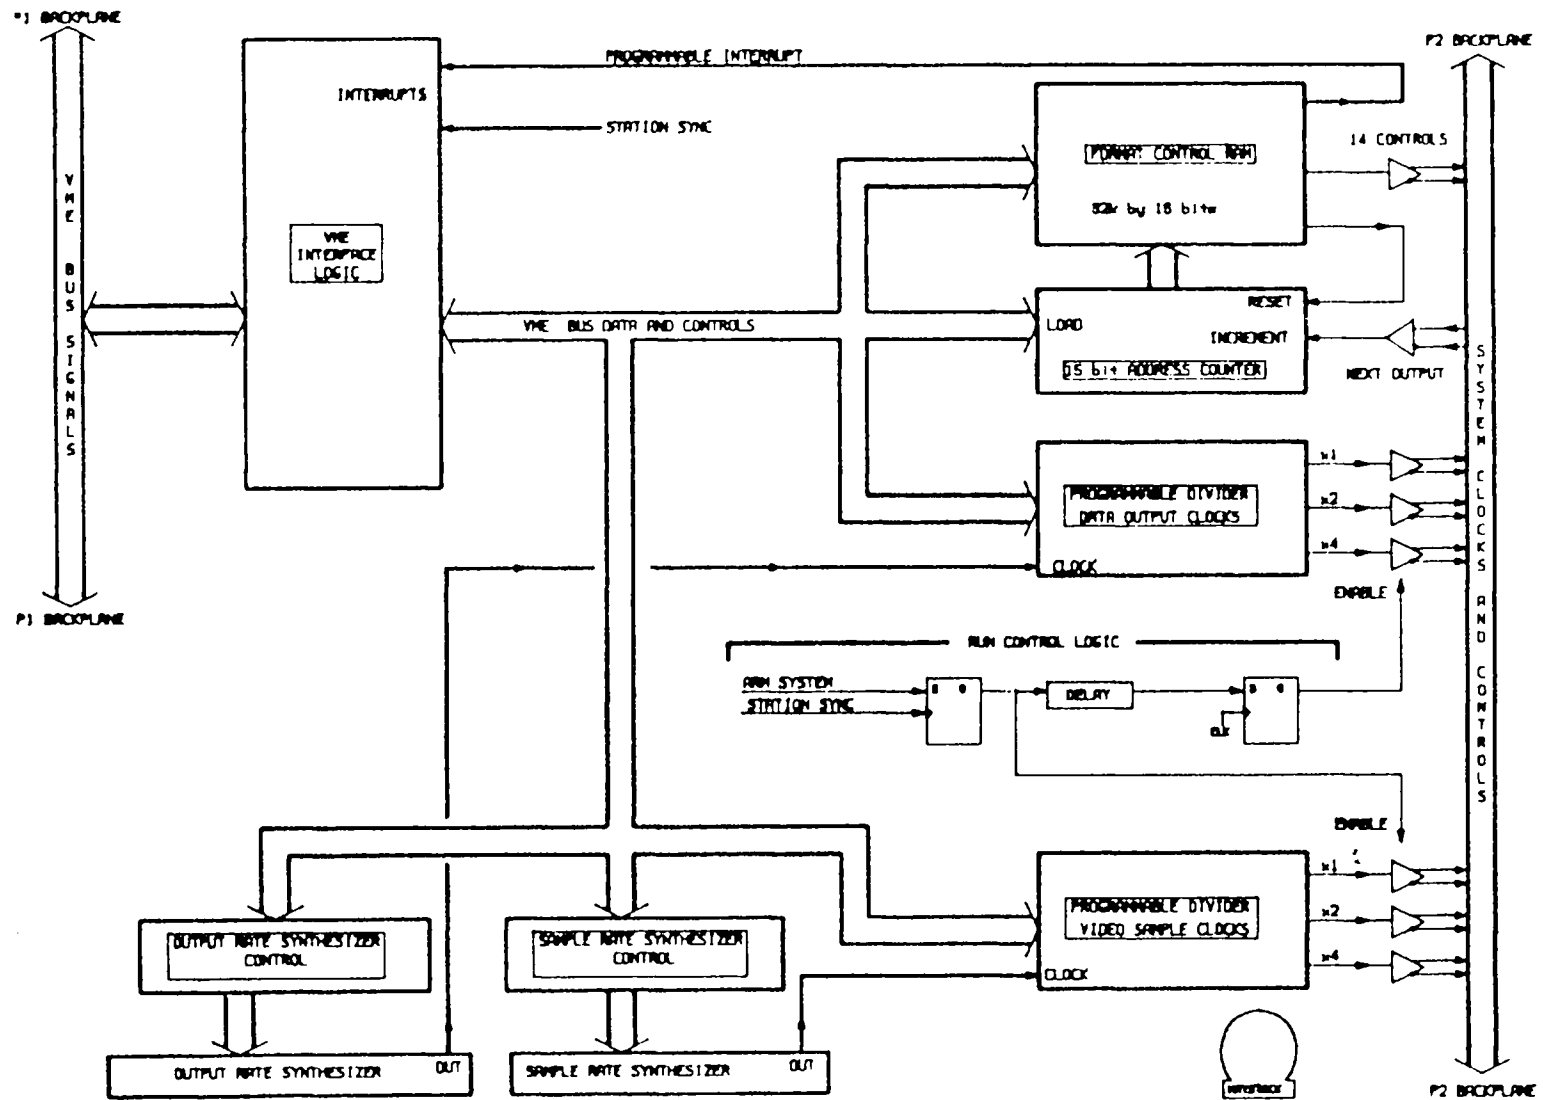 P1 BACKPLANE
P2 BACKPLANE
PROGRAMMABLE INTERRUPT
INTERRUPTS
STATION SYNC
14 CONTROLS
FORMAT CONTROL RAM
32k by 16 bits
VME BUS SIGNALS
VME
INTERFACE
LOGIC
RESET
VME BUS DATA AND CONTROLS
LOAD
INCREMENT
15 bit ADDRESS COUNTER
NEXT OUTPUT
SYSTEM CLOCKS AND CONTROLS
x1
PROGRAMMABLE DIVIDER
DATA OUTPUT CLOCKS
x2
x4
CLOCK
ENABLE
P1 BACKPLANE
RUN CONTROL LOGIC
ARM SYSTEM
STATION SYNC
DELAY
CLK
ENABLE
x1
PROGRAMMABLE DIVIDER
VIDEO SAMPLE CLOCKS
x2
x4
CLOCK
OUTPUT RATE SYNTHESIZER
CONTROL
SAMPLE RATE SYNTHESIZER
CONTROL
OUTPUT RATE SYNTHESIZER
OUT
SAMPLE RATE SYNTHESIZER
OUT
P2 BACKPLANE